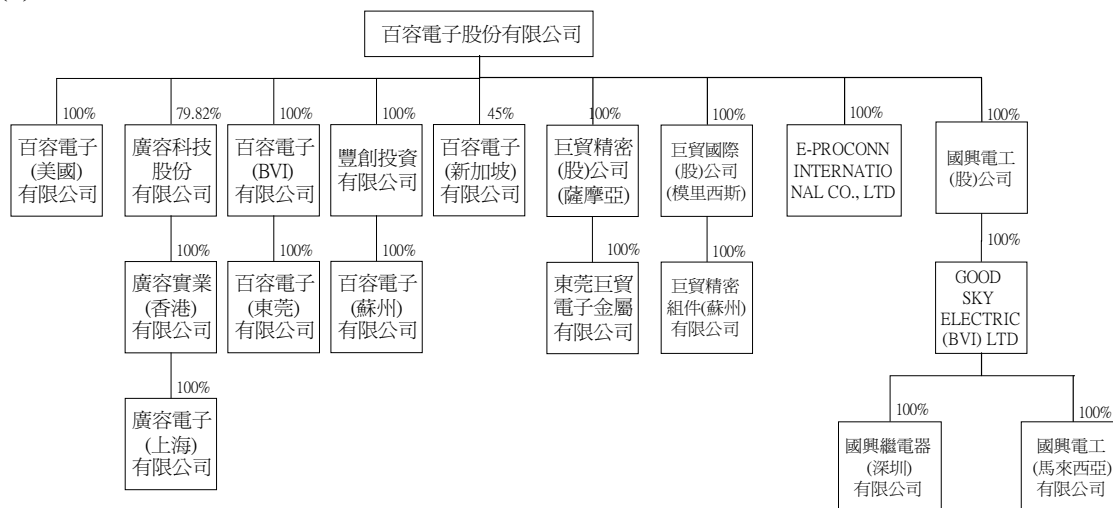 百容電子股份有限公司
100%
79.82%
100%
100%
45%
100%
100%
100%
100%
百容電子
(美國)
有限公司
廣容科技
股份
有限公司
百容電子
(BVI)
有限公司
豐創投資
有限公司
百容電子
(新加坡)
有限公司
巨貿精密
(股)公司
(薩摩亞)
巨貿國際
(股)公司
(模里西斯)
E-PROCONN
INTERNATIO
NAL CO., LTD
國興電工
(股)公司
100%
100%
100%
100%
100%
100%
廣容實業
(香港)
有限公司
百容電子
(東莞)
有限公司
百容電子
(蘇州)
有限公司
東莞巨貿
電子金屬
有限公司
巨貿精密
組件(蘇州)
有限公司
GOOD
SKY
ELECTRIC
(BVI) LTD
100%
100%
100%
廣容電子
(上海)
有限公司
國興繼電器
(深圳)
有限公司
國興電工
(馬來西亞)
有限公司